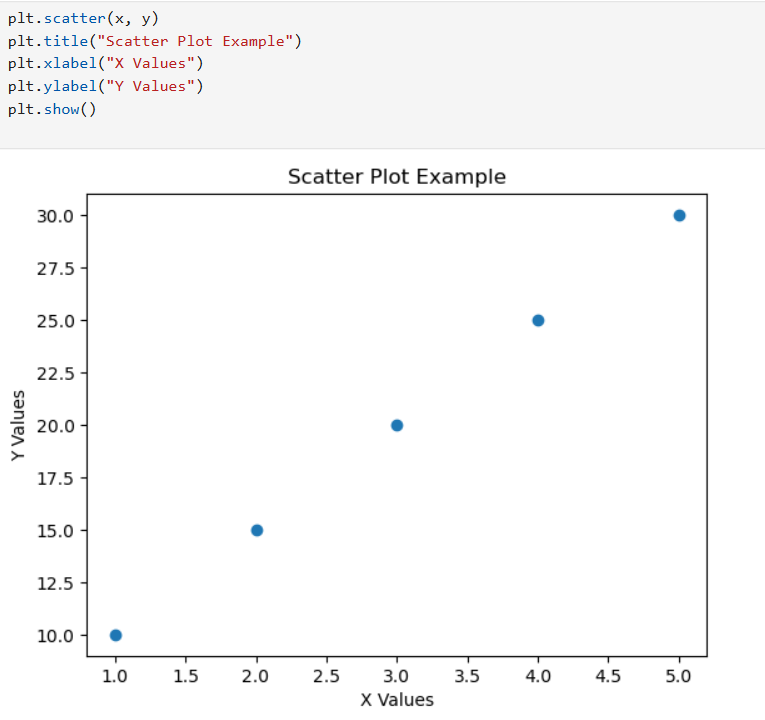 plt.scatter(x, y)
plt.title("Scatter Plot Example")
plt.xlabel("X Values")
plt.ylabel("Y Values")
plt.show()
Scatter Plot Example
30.0
27.5
25.0
22.5
20.0
17.5
15.0
12.5
10.0
Y Values
1.0 1.5 2.0 2.5 3.0 3.5 4.0 4.5 5.0
X Values